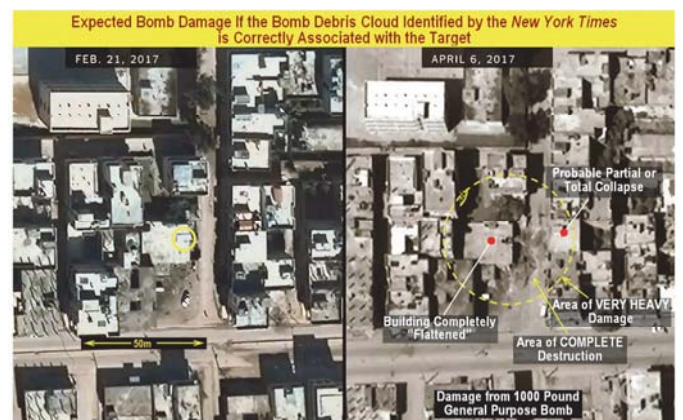 Expected Bomb Damage If the Bomb Debris Cloud Identified by the New York Times
is Correctly Associated with the Target
FEB. 21, 2017
APRIL 6, 2017
Probable Partial or
Total Collapse
Building Completely
"Flattened"
Area of VERY HEAVY
Damage
Area of COMPLETE
Destruction
50m
Damage from 1000 Pound
General Purpose Bomb